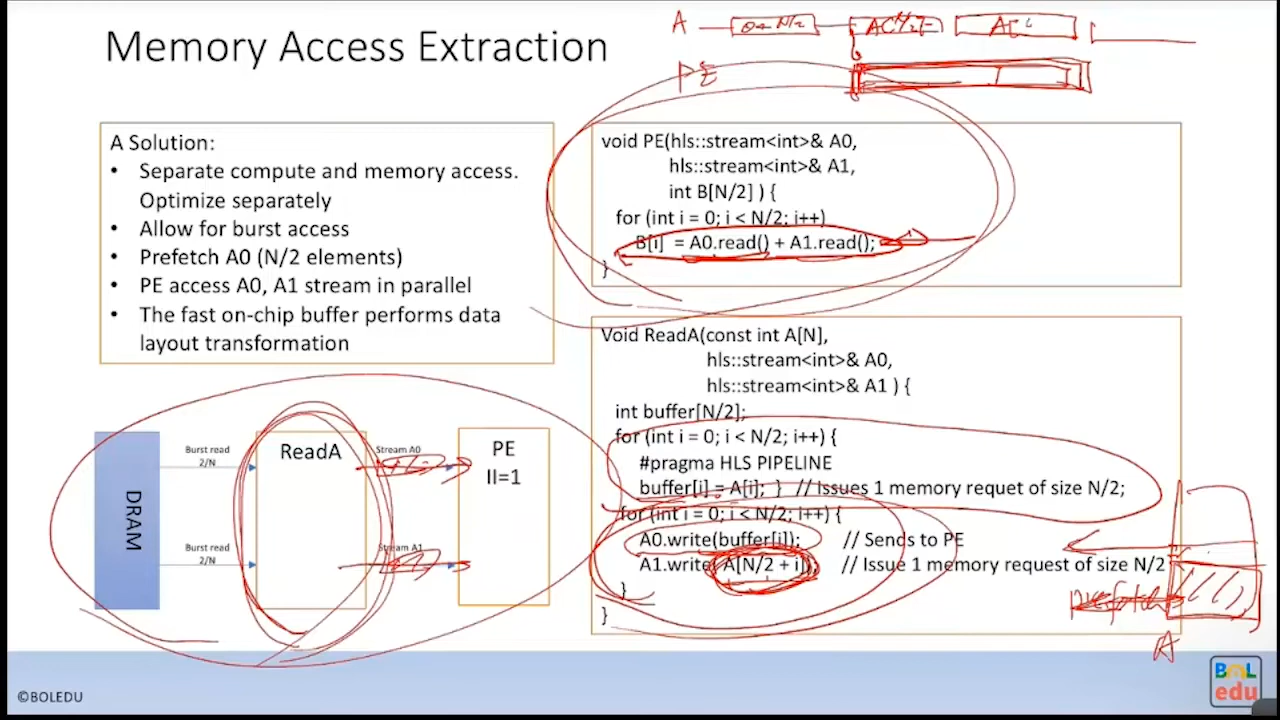 Memory Access Extraction
A
PE
A Solution:
• Separate compute and memory access.
Optimize separately
• Allow for burst access
• Prefetch A0 (N/2 elements)
• PE access A0, A1 stream in parallel
• The fast on-chip buffer performs data
layout transformation
void PE(hls::stream<int>& A0,
hls::stream<int>& A1,
int B[N/2] ) {
for (int i = 0; i < N/2; i++)
B[i] = A0.read() + A1.read();
}
Void ReadA(const int A[N],
hls::stream<int>& A0,
hls::stream<int>& A1 ) {
int buffer[N/2];
for (int i = 0; i < N/2; i++) {
#pragma HLS PIPELINE
buffer[i] = A[i]; } // Issues 1 memory requet of size N/2;
for (int i = 0; i < N/2; i++) {
A0.write(buffer[i]); // Sends to PE
A1.write( A[N/2 + i]); // Issue 1 memory request of size N/2
}
}
prefetch
A
DRAM
Burst read
2/N
Burst read
2/N
ReadA
Stream A0
Stream A1
PE
II=1
©BOLEDU
BOL
edu